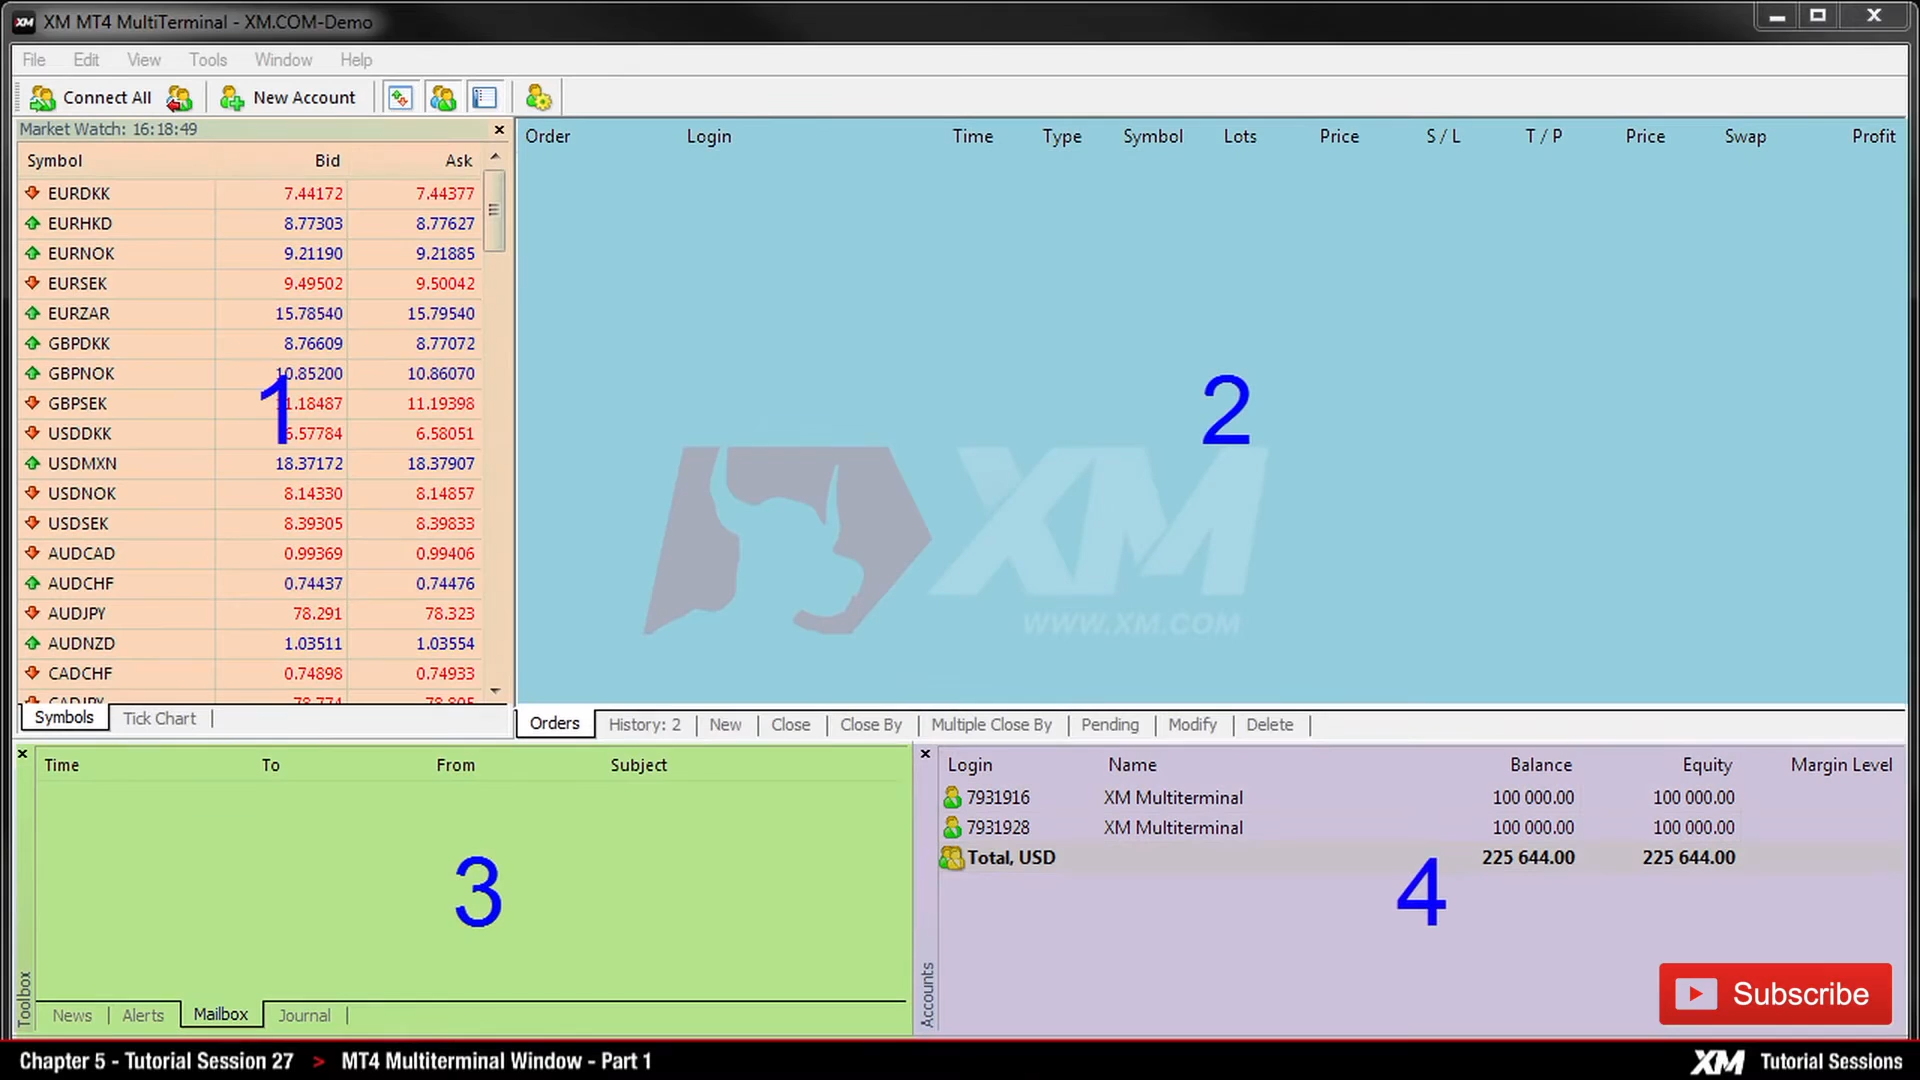 XM MT4 MultiTerminal - XM.COM-Demo
File Edit View Tools Window Help
Connect All New Account
Market Watch: 16:18:49
Symbol Bid Ask
EURDKK 7.44172 7.44377
EURHKD 8.77303 8.77627
EURNOK 9.21190 9.21885
EURSEK 9.49502 9.50042
EURZAR 15.78540 15.79540
GBPDKK 8.76609 8.77072
GBPNOK 10.85200 10.86070
GBPSEK 11.18487 11.19398
USDDKK 6.57784 6.58051
USDMXN 18.37172 18.37907
USDNOK 8.14330 8.14857
USDSEK 8.39305 8.39833
AUDCAD 0.99369 0.99406
AUDCHF 0.74437 0.74476
AUDJPY 78.291 78.323
AUDNZD 1.03511 1.03554
CADCHF 0.74898 0.74933
1
Symbols Tick Chart
Order Login Time Type Symbol Lots Price S / L T / P Price Swap Profit
2
XM
WWW.XM.COM
Orders History: 2 New Close Close By Multiple Close By Pending Modify Delete
Time To From Subject
3
Toolbox
News Alerts Mailbox Journal
Login Name Balance Equity Margin Level
7931916 XM Multiterminal 100 000.00 100 000.00
7931928 XM Multiterminal 100 000.00 100 000.00
Total, USD 225 644.00 225 644.00
4
Accounts
Subscribe
Chapter 5 - Tutorial Session 27 > MT4 Multiterminal Window - Part 1
XM Tutorial Sessions